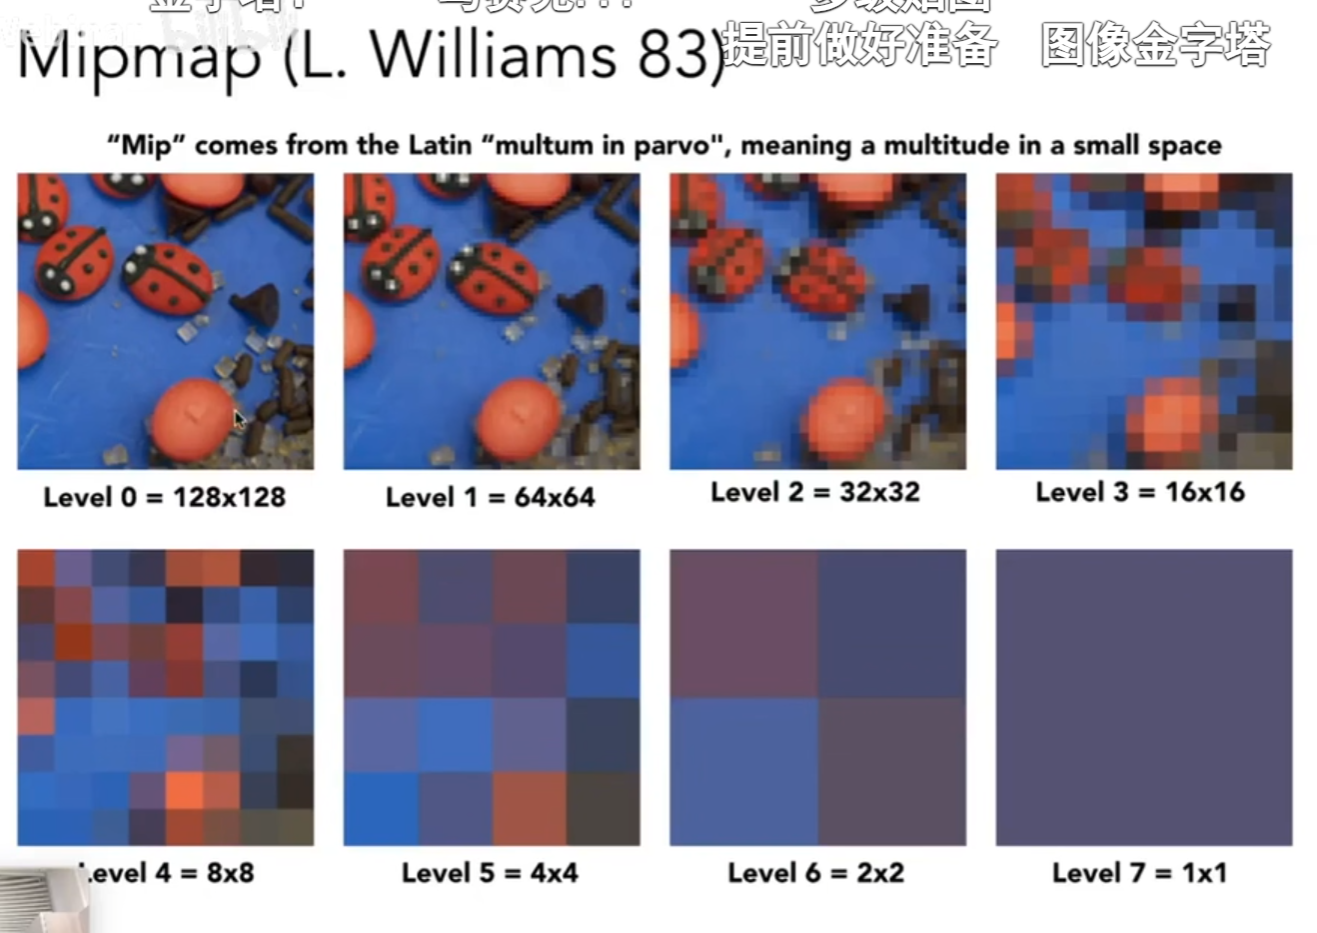 Mipmap (L. Williams 83)
提前做好准备 图像金字塔
“Mip” comes from the Latin “multum in parvo", meaning a multitude in a small space
Level 0 = 128x128
Level 1 = 64x64
Level 2 = 32x32
Level 3 = 16x16
Level 4 = 8x8
Level 5 = 4x4
Level 6 = 2x2
Level 7 = 1x1